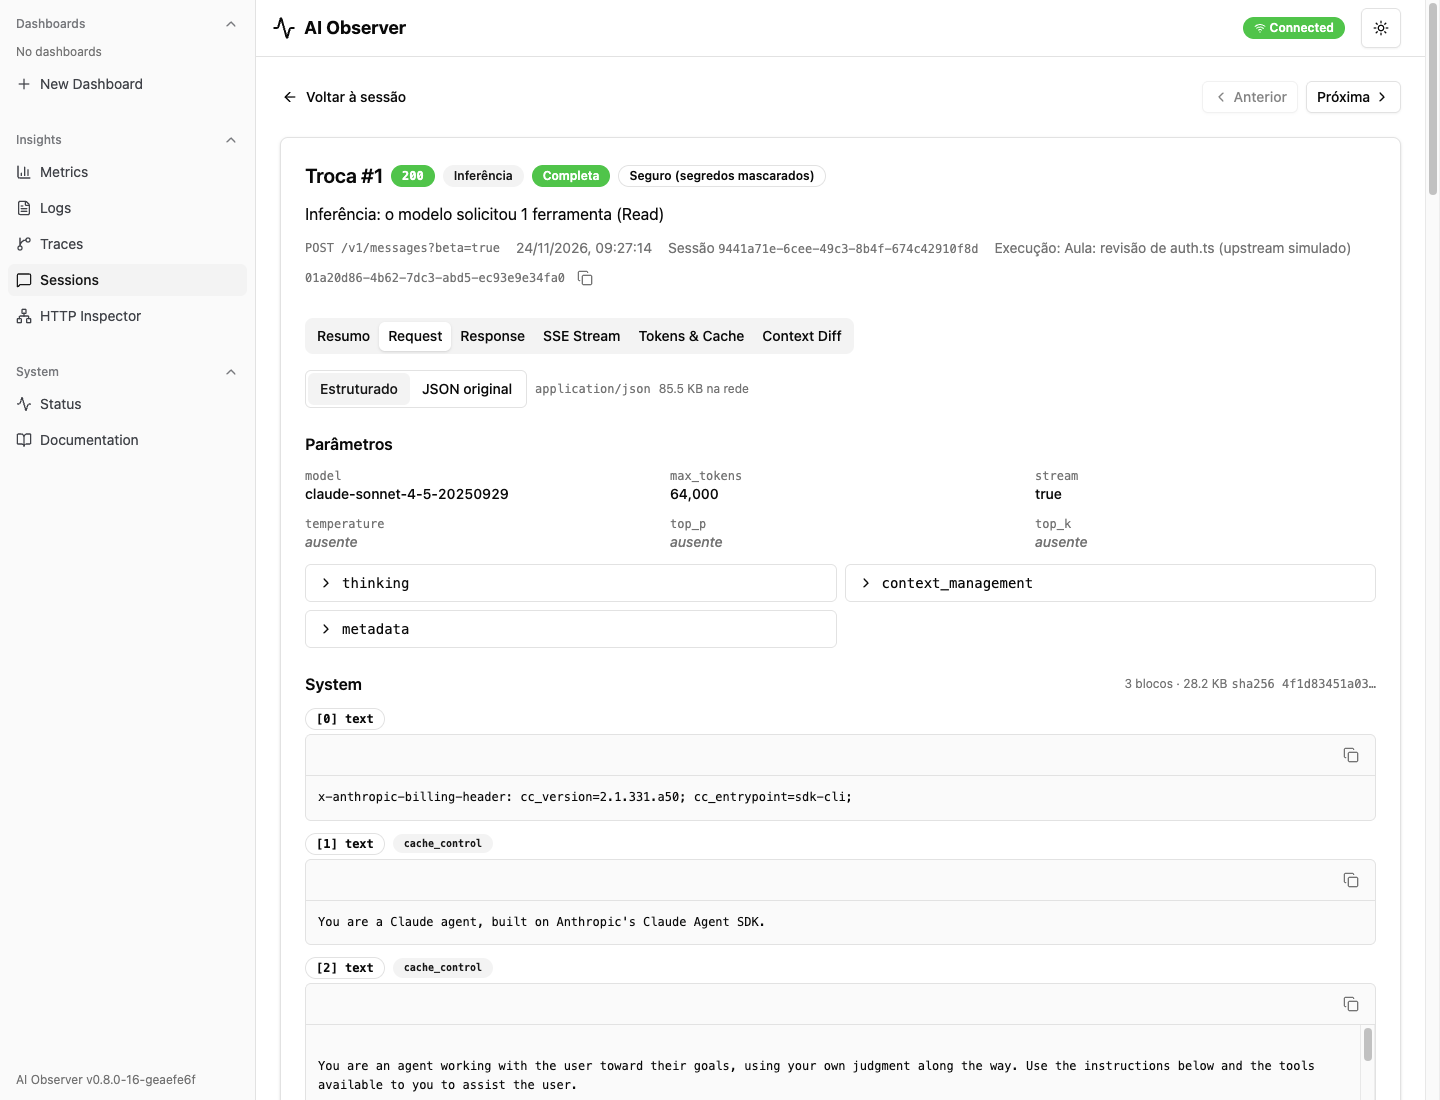 Dashboards
No dashboards
New Dashboard
Insights
Metrics
Logs
Traces
Sessions
HTTP Inspector
System
Status
Documentation
AI Observer v0.8.0-16-geaefe6f
AI Observer
Connected
Voltar à sessão
Anterior
Próxima
Troca #1 200 Inferência Completa Seguro (segredos mascarados)
Inferência: o modelo solicitou 1 ferramenta (Read)
POST /v1/messages?beta=true 24/11/2026, 09:27:14 Sessão 9441a71e-6cee-49c3-8b4f-674c42910f8d Execução: Aula: revisão de auth.ts (upstream simulado)
01a20d86-4b62-7dc3-abd5-ec93e9e34fa0
Resumo Request Response SSE Stream Tokens & Cache Context Diff
Estruturado JSON original application/json 85.5 KB na rede
Parâmetros
model max_tokens stream
claude-sonnet-4-5-20250929 64,000 true
temperature top_p top_k
ausente ausente ausente
thinking context_management
metadata
System 3 blocos · 28.2 KB sha256 4f1d83451a03…
[0] text
x-anthropic-billing-header: cc_version=2.1.331.a50; cc_entrypoint=sdk-cli;
[1] text cache_control
You are a Claude agent, built on Anthropic's Claude Agent SDK.
[2] text cache_control
You are an agent working with the user toward their goals, using your own judgment along the way. Use the instructions below and the tools
available to you to assist the user.